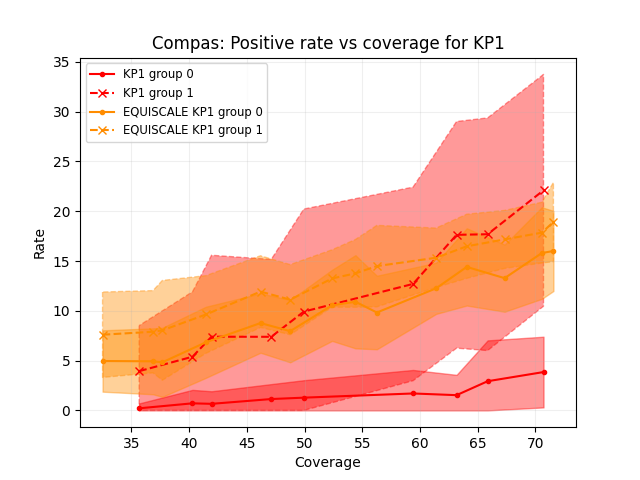 Compas: Positive rate vs coverage for KP1
KP1 group 0
KP1 group 1
EQUISCALE KP1 group 0
EQUISCALE KP1 group 1
Rate
35
30
25
20
15
10
5
0
35 40 45 50 55 60 65 70
Coverage